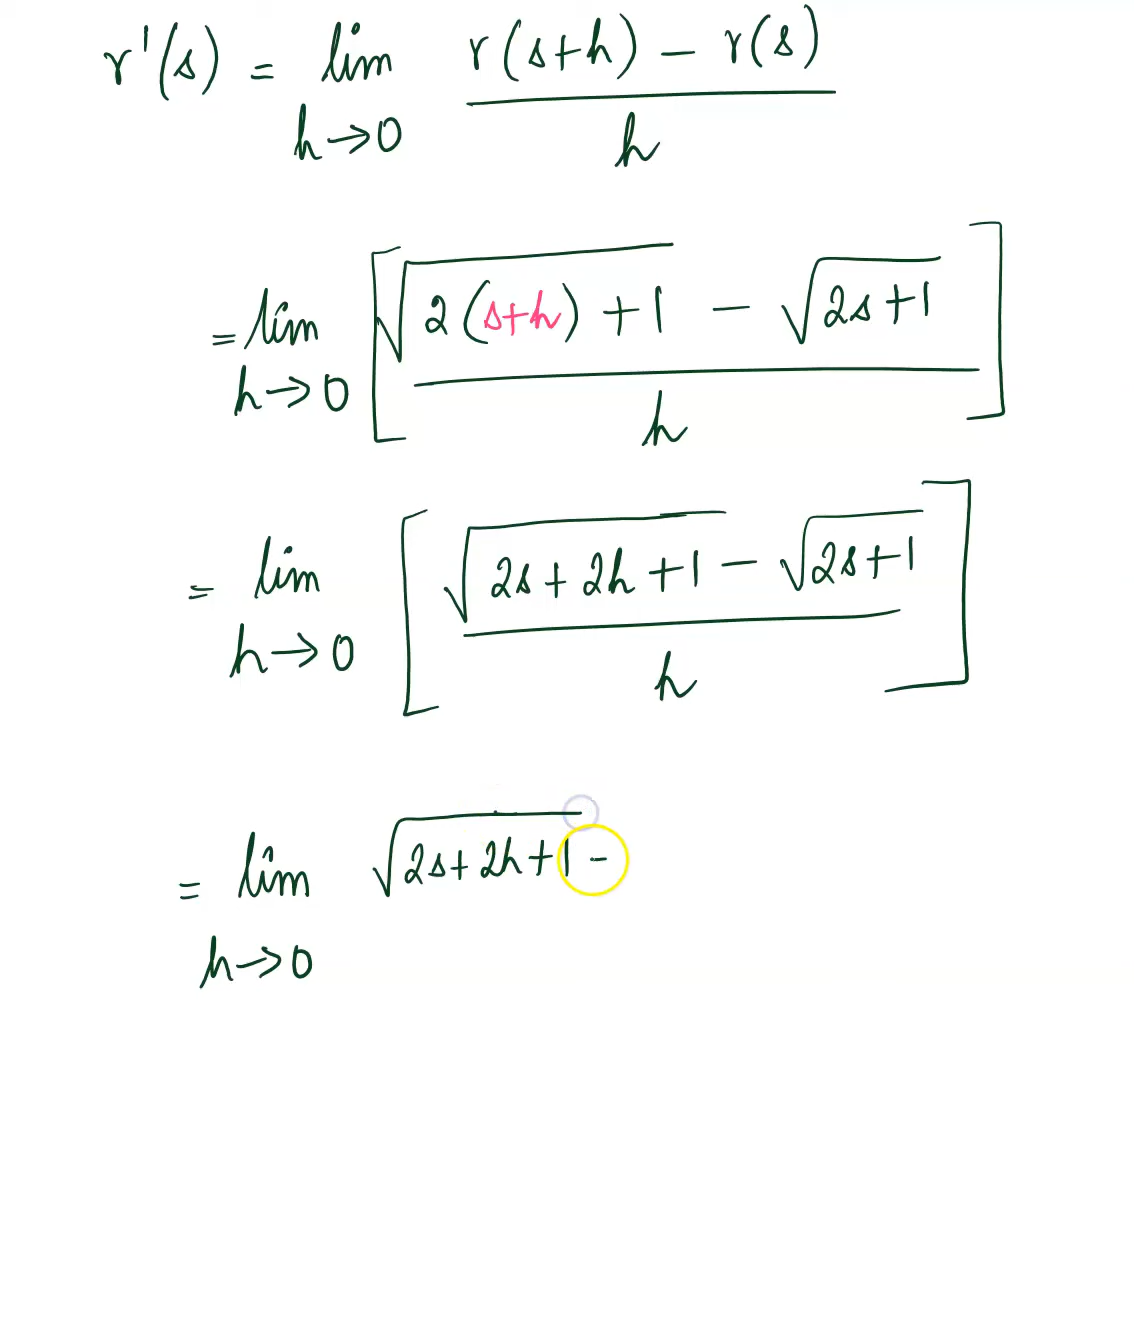 r'(s) = lim h→0 r(s+h) − r(s) / h
= lim h→0 [ √(2(s+h)+1) − √(2s+1) / h ]
= lim h→0 [ √(2s+2h+1) − √(2s+1) / h ]
= lim h→0 √(2s+2h+1) −